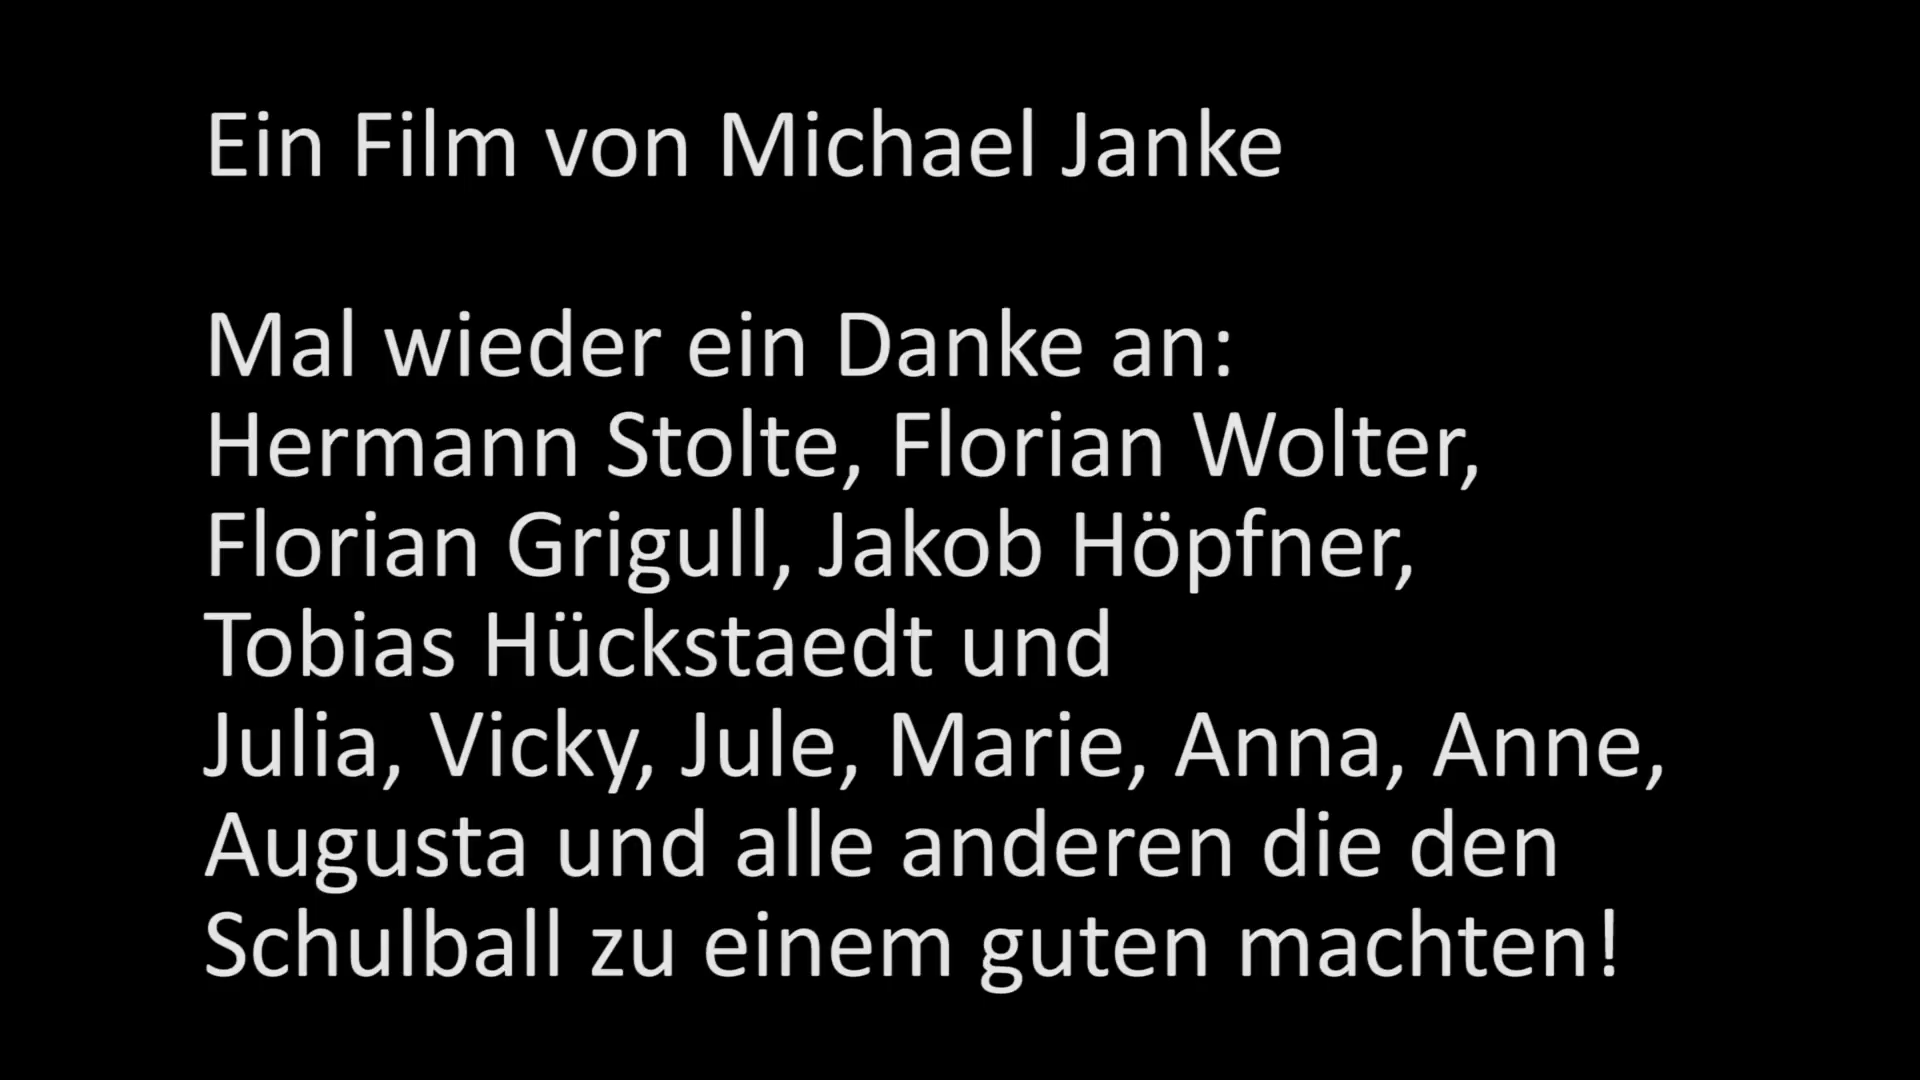 Ein Film von Michael Janke
Mal wieder ein Danke an:
Hermann Stolte, Florian Wolter,
Florian Grigull, Jakob Höpfner,
Tobias Hückstaedt und
Julia, Vicky, Jule, Marie, Anna, Anne,
Augusta und alle anderen die den
Schulball zu einem guten machten!